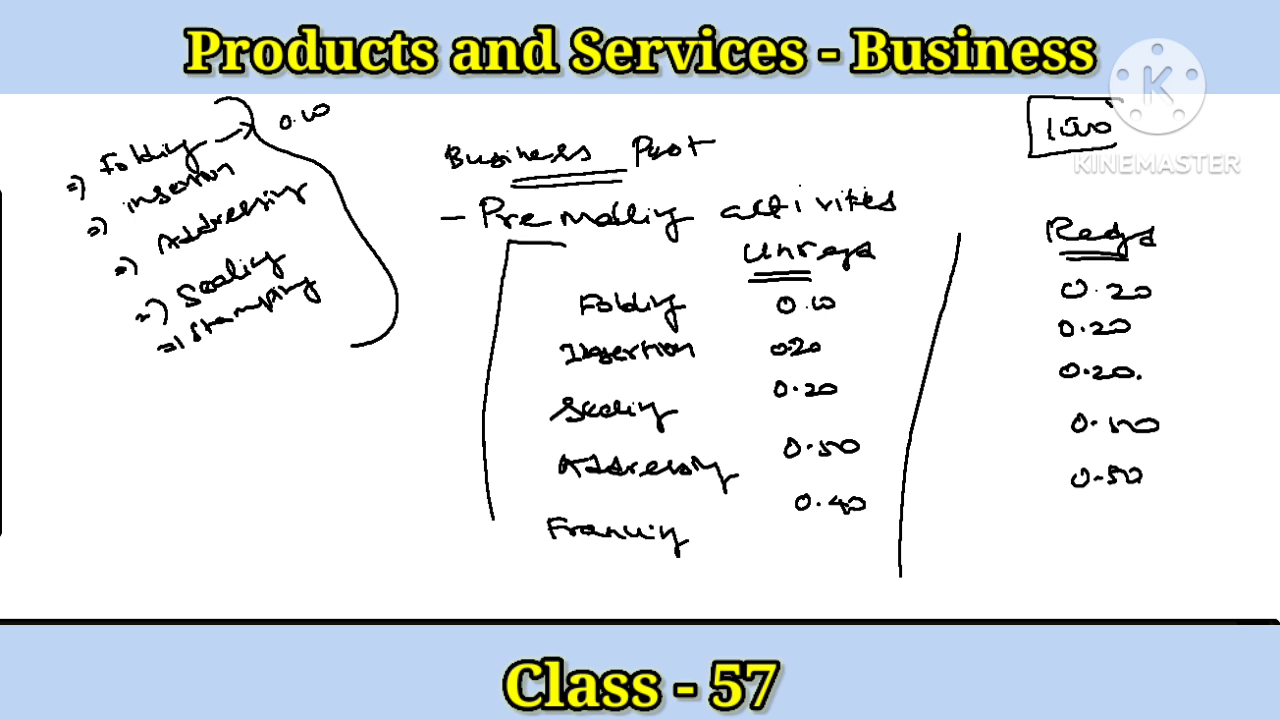 Products and Services - Business
KINEMASTER
=) Folding → 0.10
=) insertion
=) Addressing
=) Sealing
=) Stamping
Business Post
- Pre mailing activities
Unregd Regd
Folding 0.10 0.20
Insertion 0.20 0.20
Sealing 0.20 0.20.
Addressing 0.50 0.50
Franking 0.40 0.50
Class - 57